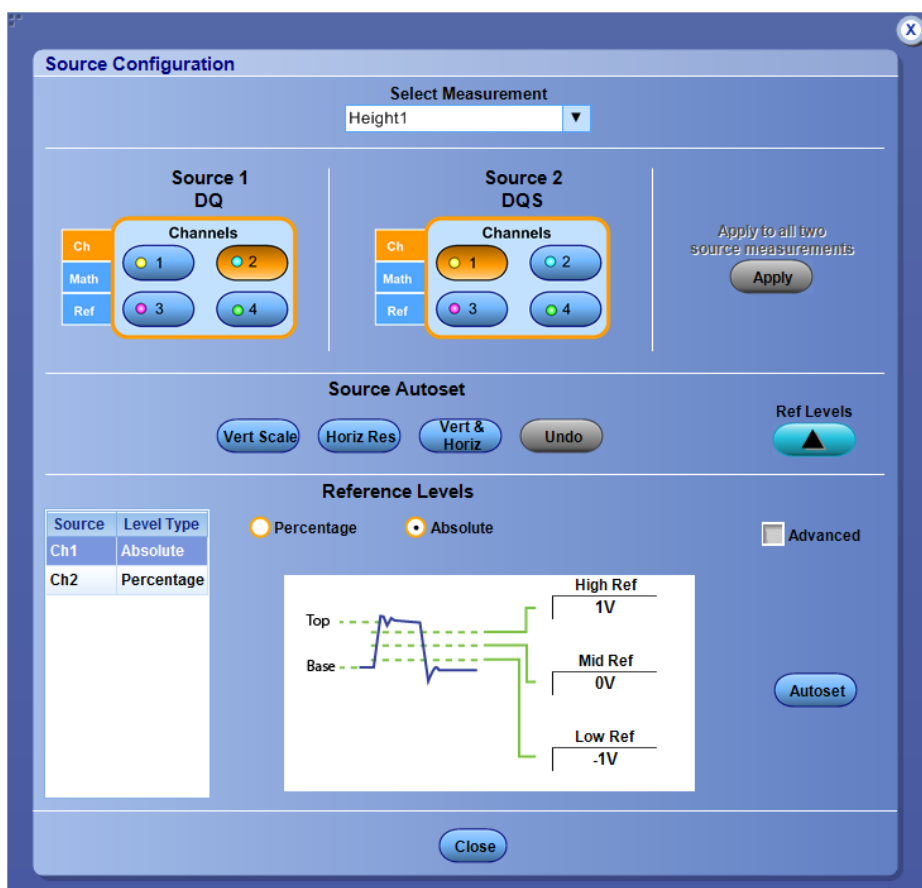 X
Source Configuration
Select Measurement
Height1
Source 1
DQ
Channels
Ch
Math
Ref
1
2
3
4
Source 2
DQS
Channels
Ch
Math
Ref
1
2
3
4
Apply to all two
source measurements
Apply
Source Autoset
Vert Scale
Horiz Res
Vert &
Horiz
Undo
Ref Levels
Reference Levels
Source Level Type
Ch1 Absolute
Ch2 Percentage
Percentage
Absolute
Advanced
Top
Base
High Ref
1V
Mid Ref
0V
Low Ref
-1V
Autoset
Close